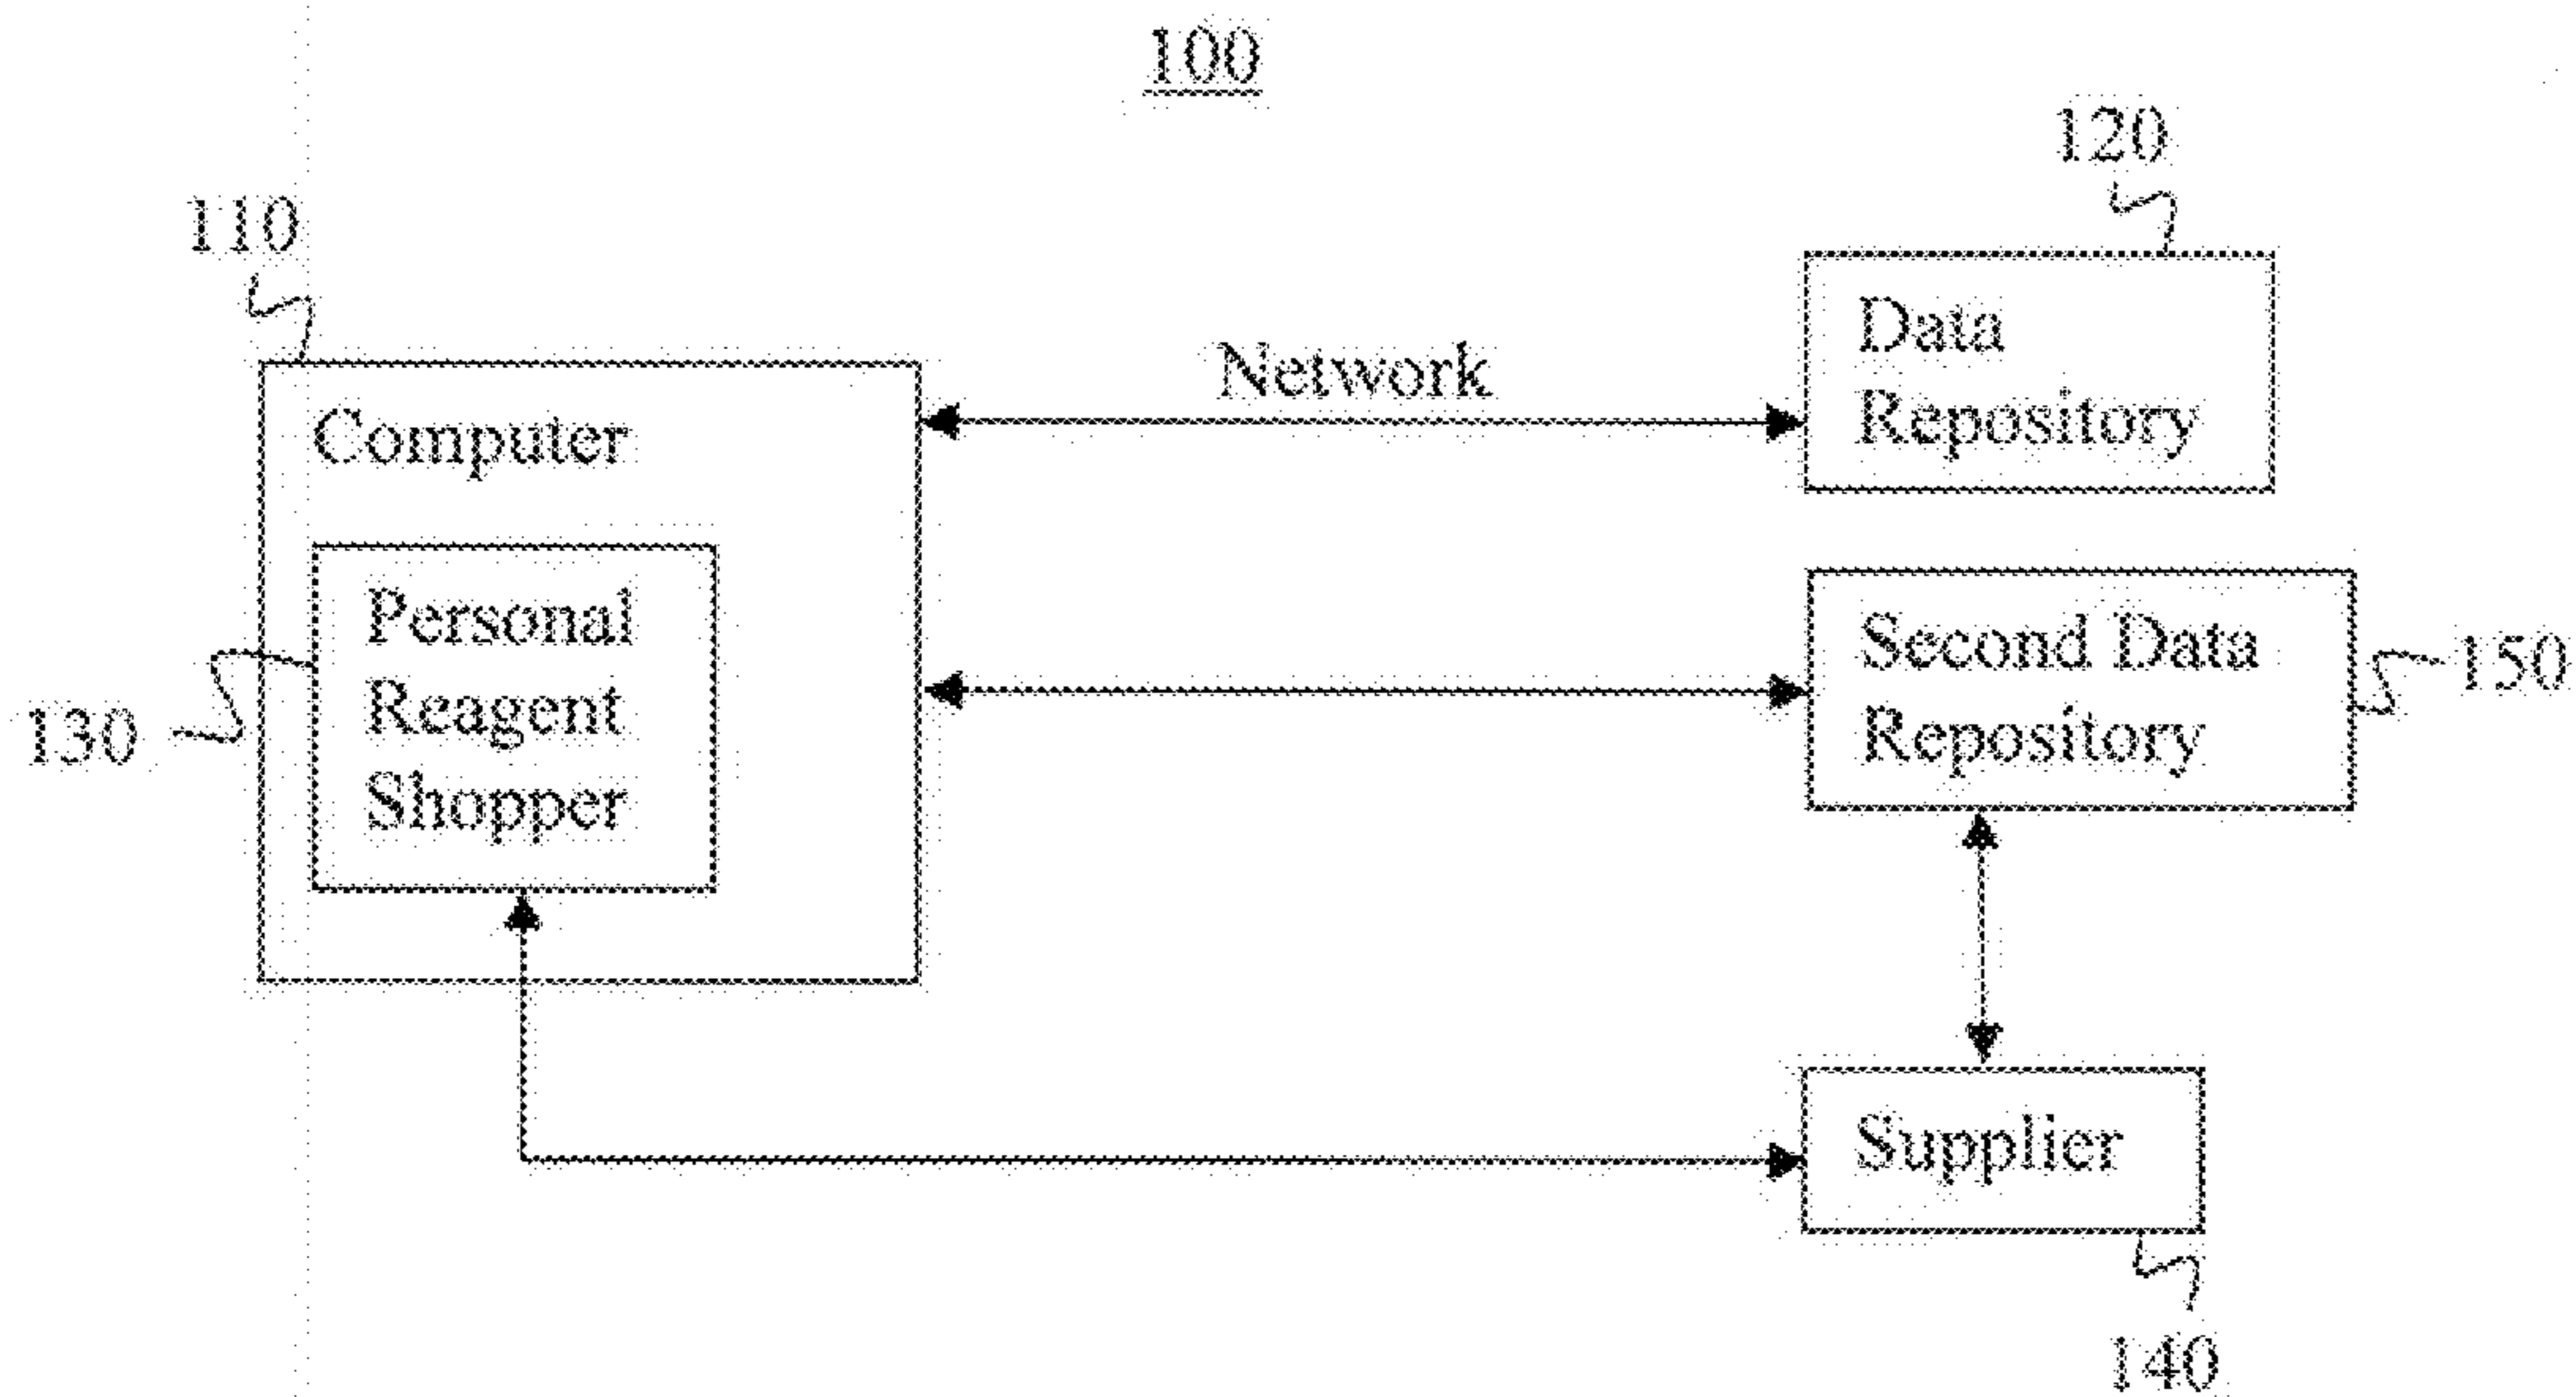 100
120
110
Data
Repository
Network
Computer
Personal
Reagent
Shopper
130
Second Data
Repository
150
Supplier
140